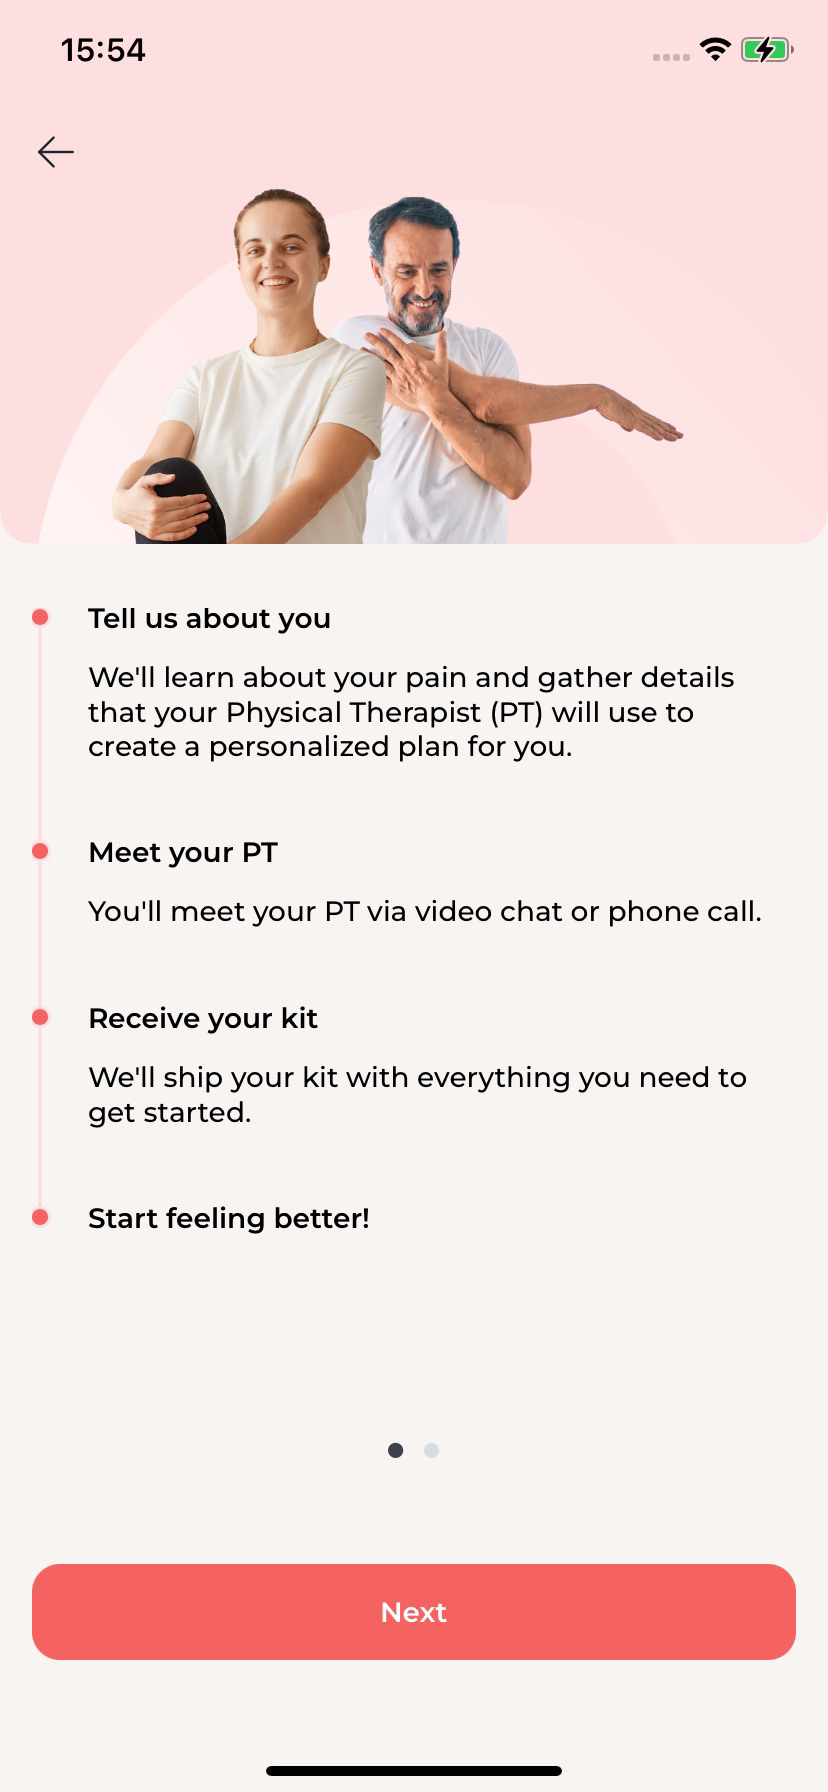 15:54
Tell us about you
We'll learn about your pain and gather details
that your Physical Therapist (PT) will use to
create a personalized plan for you.
Meet your PT
You'll meet your PT via video chat or phone call.
Receive your kit
We'll ship your kit with everything you need to
get started.
Start feeling better!
Next